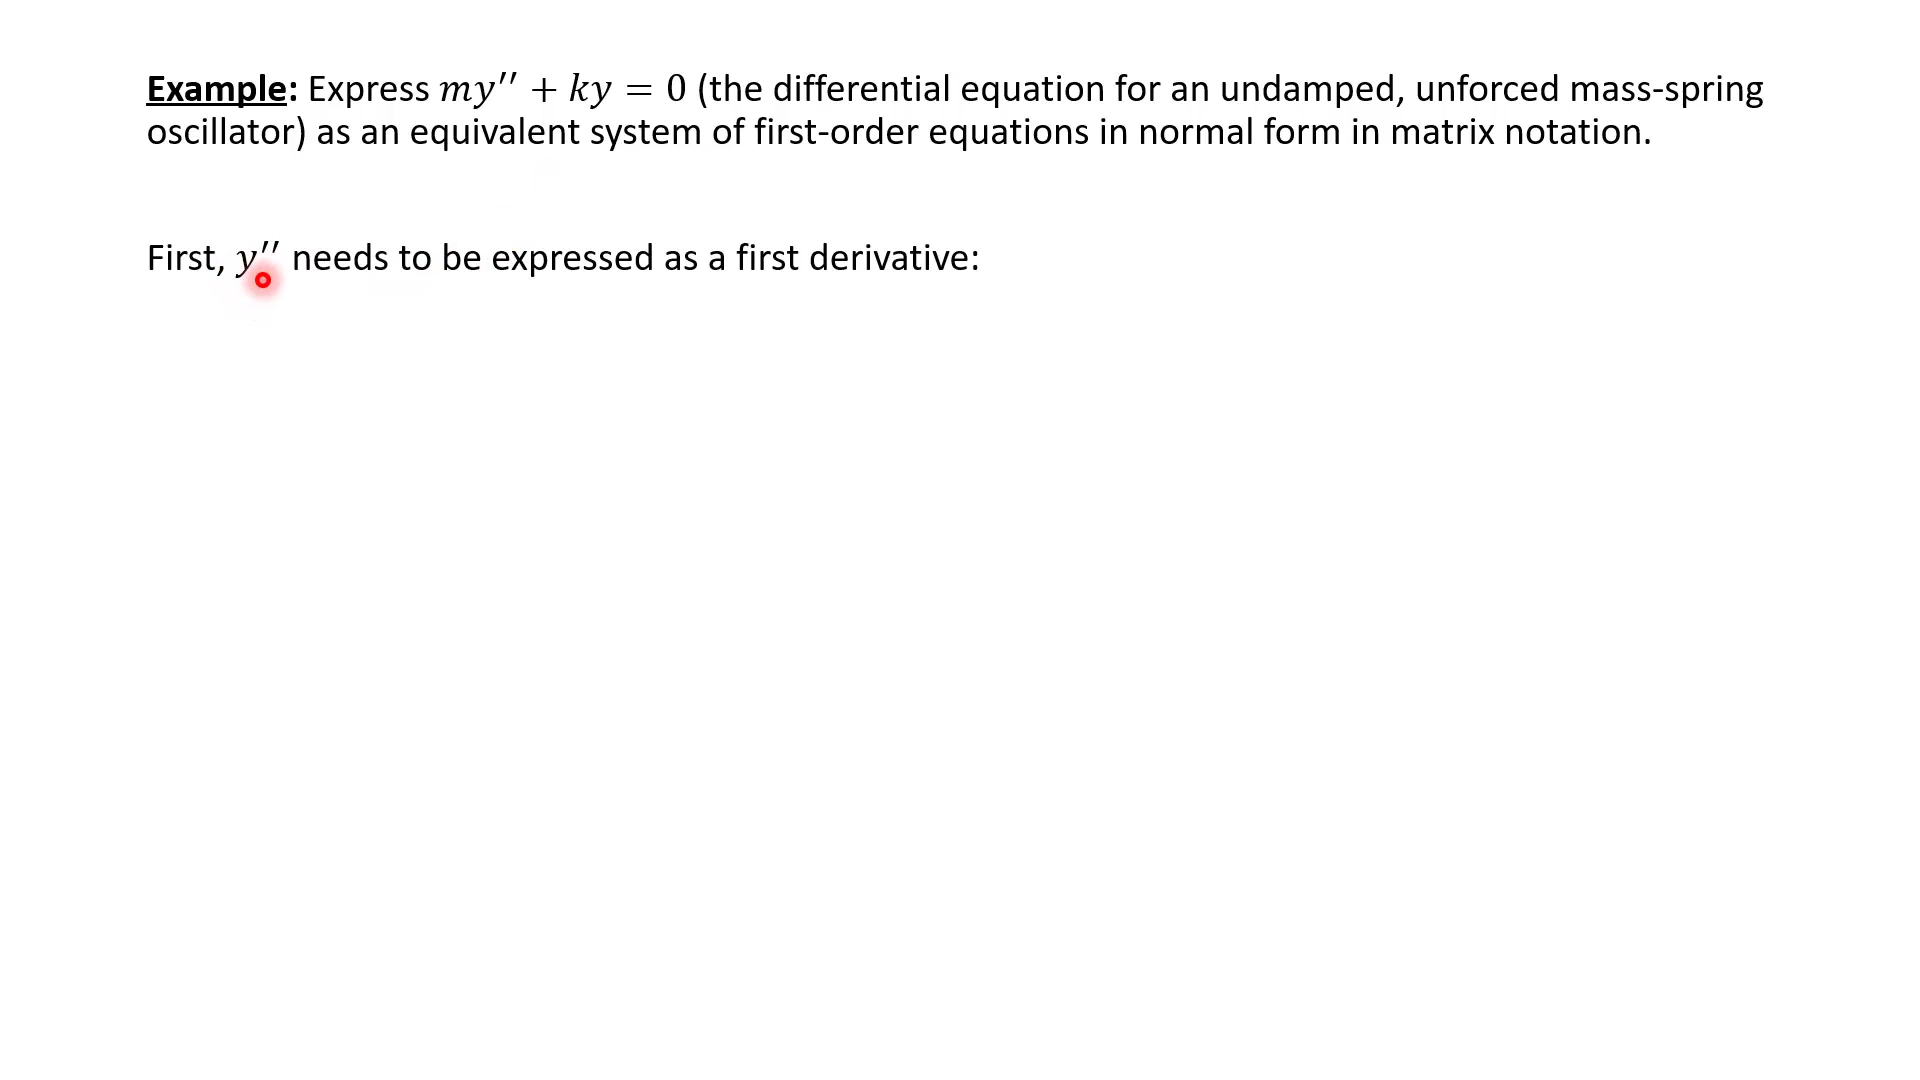 Example: Express my′′ + ky = 0 (the differential equation for an undamped, unforced mass-spring
oscillator) as an equivalent system of first-order equations in normal form in matrix notation.
First, y′′ needs to be expressed as a first derivative: